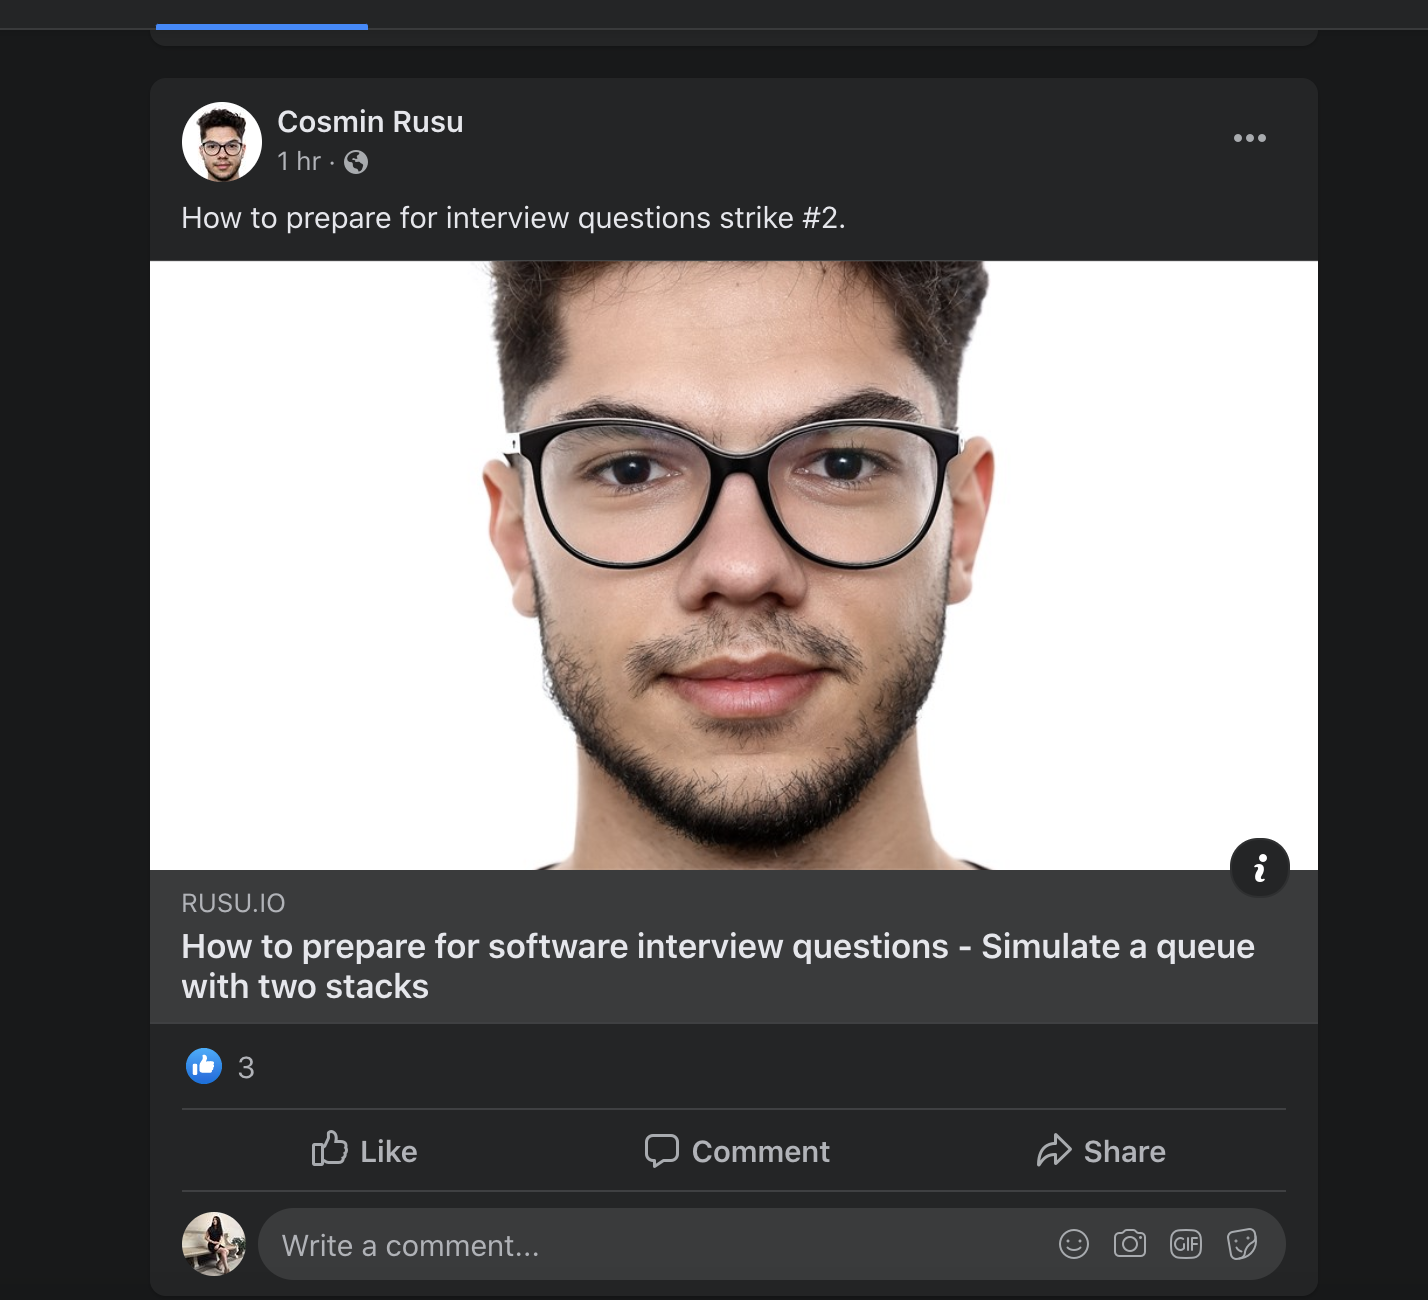 Cosmin Rusu
1 hr ·
How to prepare for interview questions strike #2.
RUSU.IO
How to prepare for software interview questions - Simulate a queue
with two stacks
3
Like
Comment
Share
Write a comment...
GIF